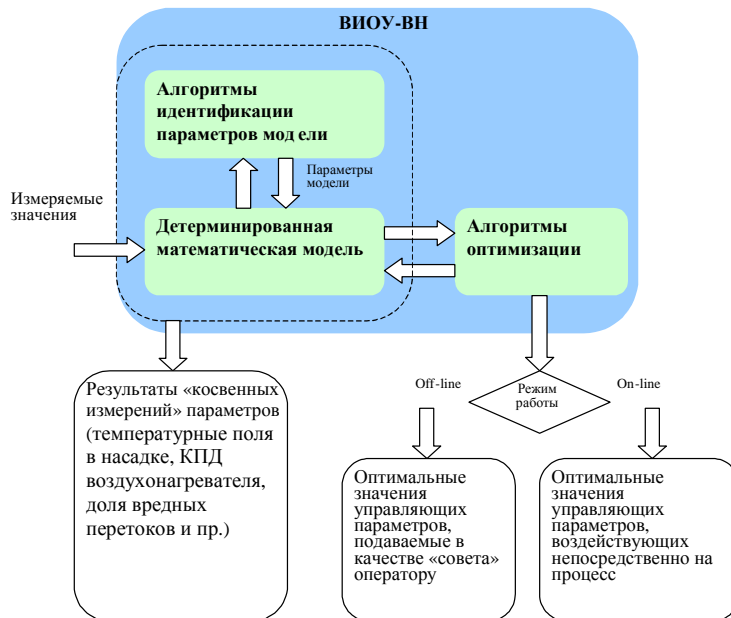 ВИОУ-ВН
Алгоритмы
идентификации
параметров мод ели
Параметры
модели
Измеряемые
значения
Детерминированная
математическая модель
Алгоритмы
оптимизации
Результаты «косвенных
измерений» параметров
(температурные поля
в насадке, КПД
воздухонагревателя,
доля вредных
перетоков и пр.)
Off-line
Режим
работы
On-line
Оптимальные
значения
управляющих
параметров,
подаваемые в
качестве «совета»
оператору
Оптимальные
значения
управляющих
параметров,
воздействующих
непосредственно на
процесс